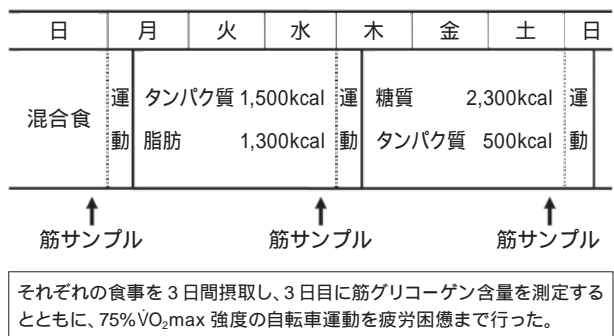 日 月 火 水 木 金 土 日
混合食
運動
タンパク質 1,500kcal
脂肪 1,300kcal
運動
糖質 2,300kcal
タンパク質 500kcal
運動
筋サンプル 筋サンプル 筋サンプル
それぞれの食事を3日間摂取し、3日目に筋グリコーゲン含量を測定する
とともに、75%V̇O₂max 強度の自転車運動を疲労困憊まで行った。